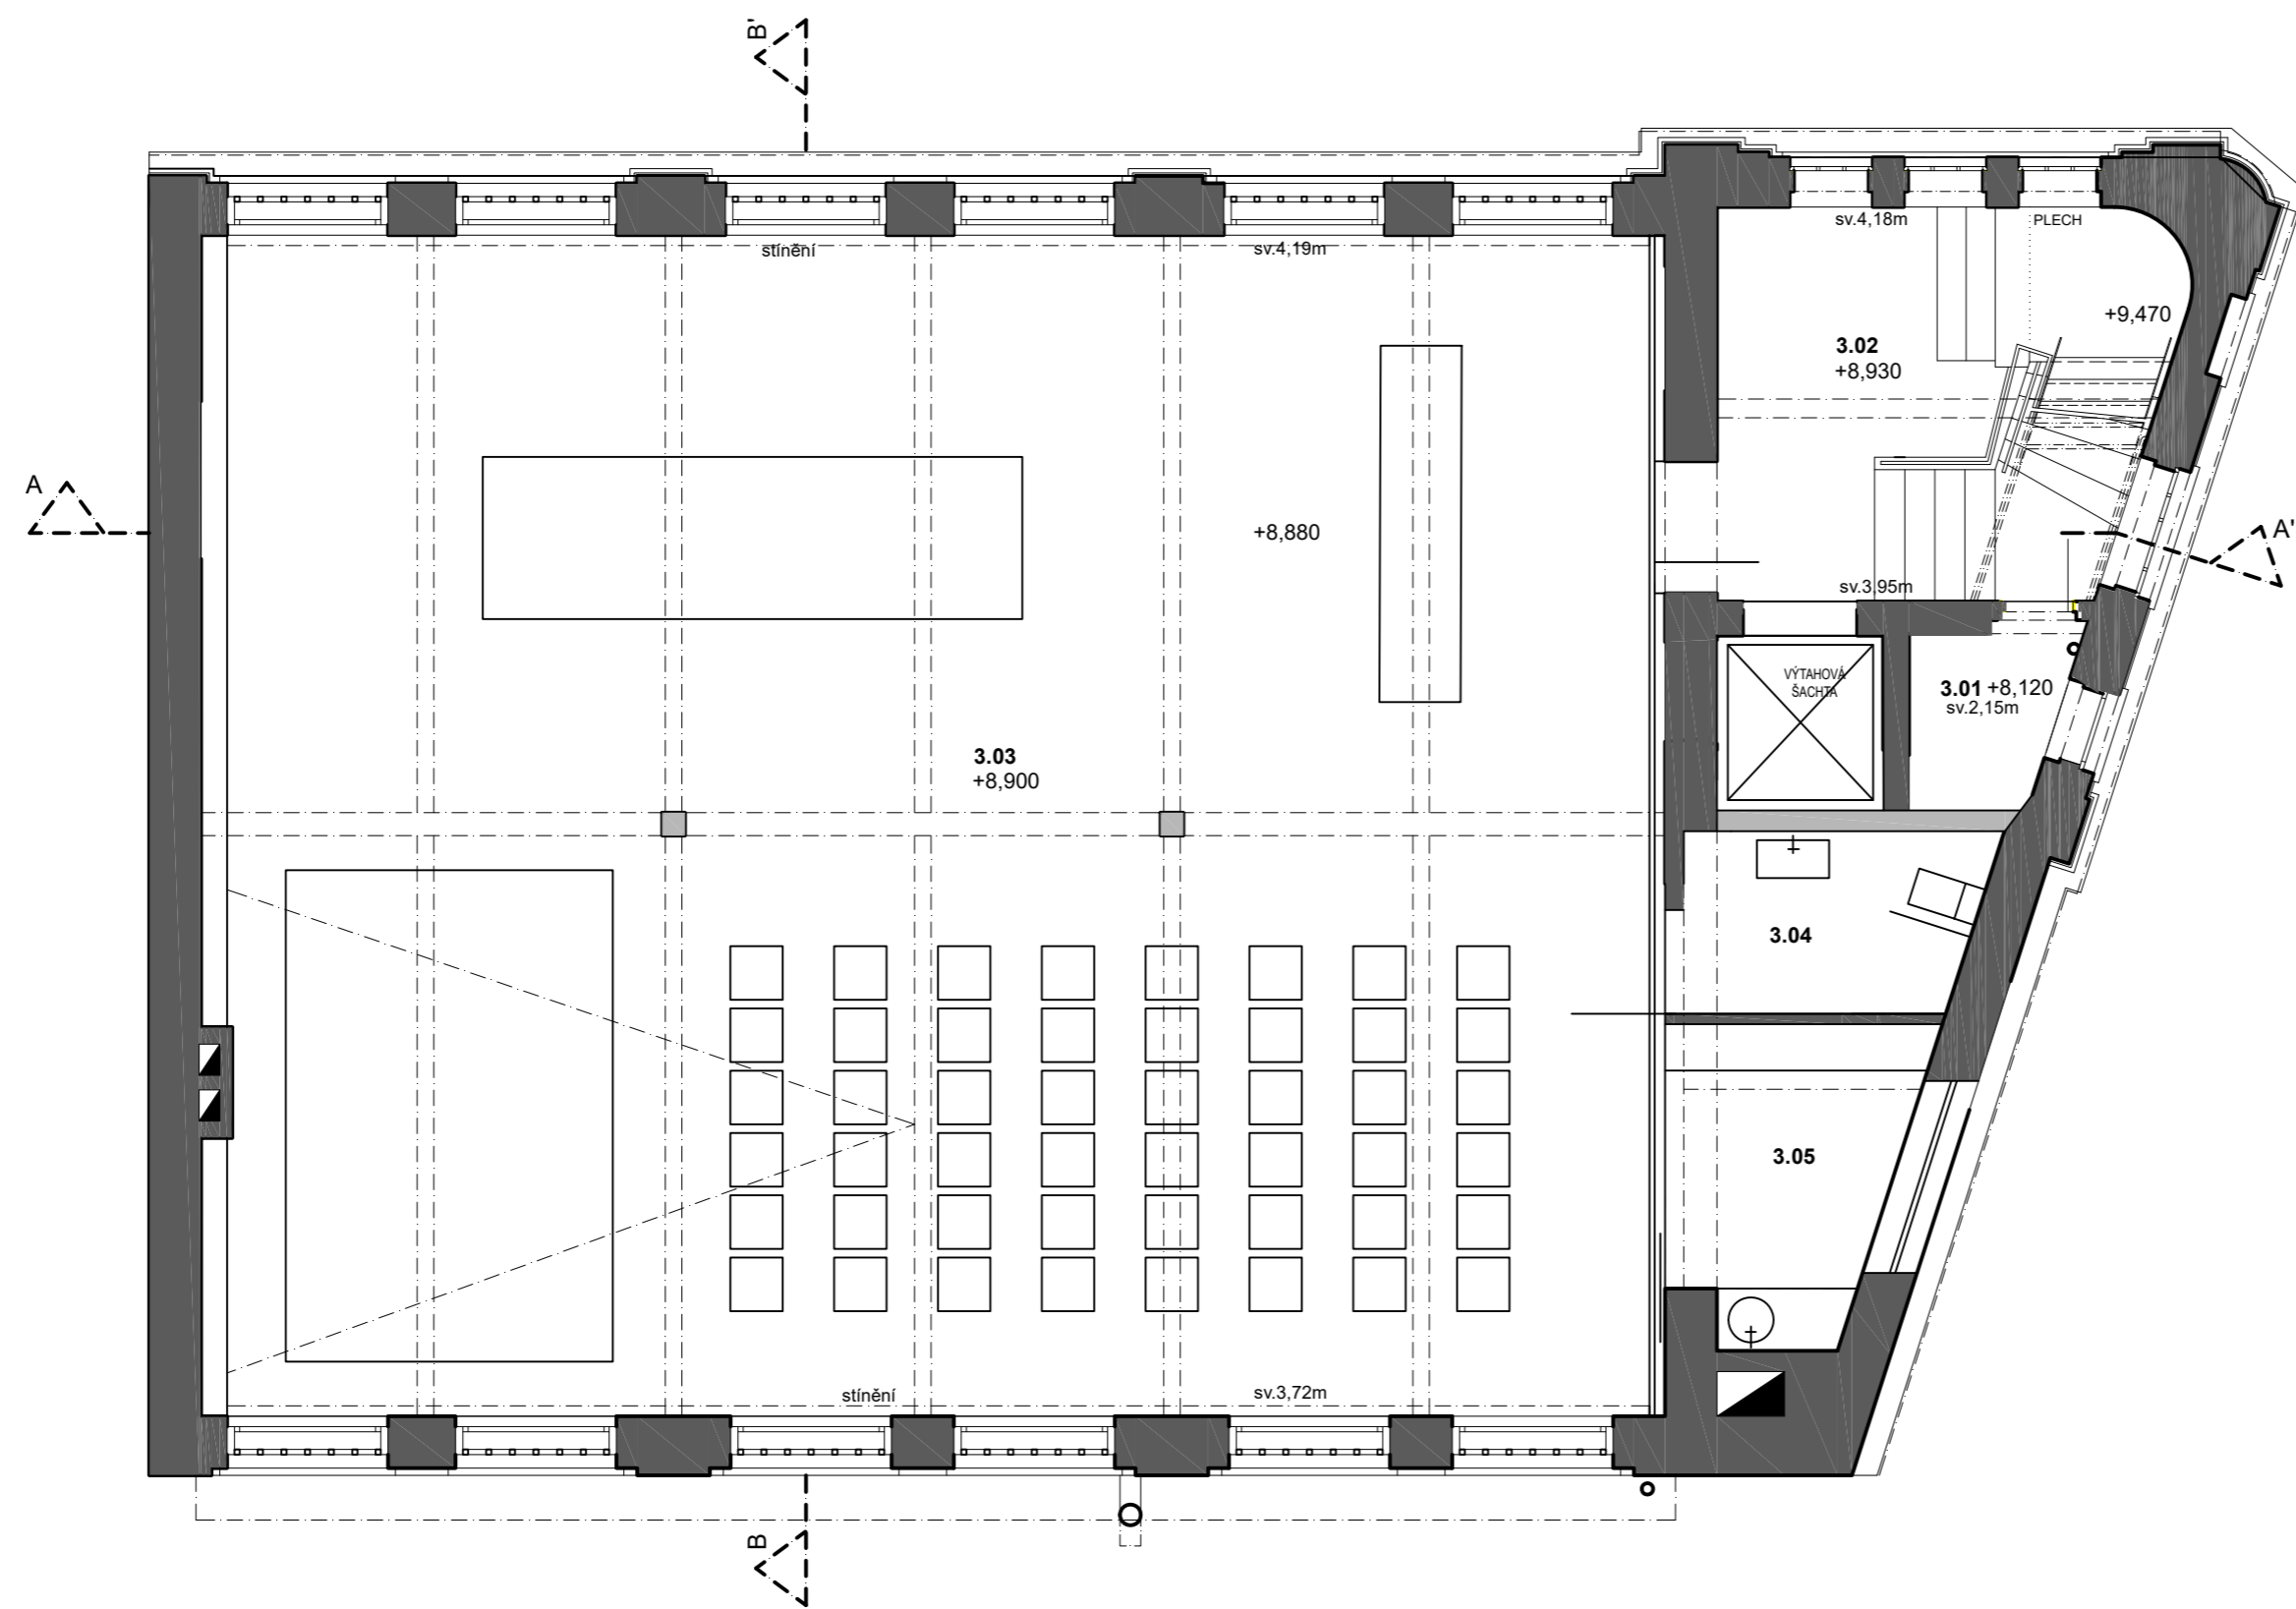 B'
sv.4,18m
PLECH
stínění
sv.4,19m
+9,470
3.02
+8,930
A
+8,880
A'
sv.3,95m
VÝTAHOVÁ
ŠACHTA
3.01 +8,120
sv.2,15m
3.03
+8,900
3.04
3.05
stínění
sv.3,72m
B